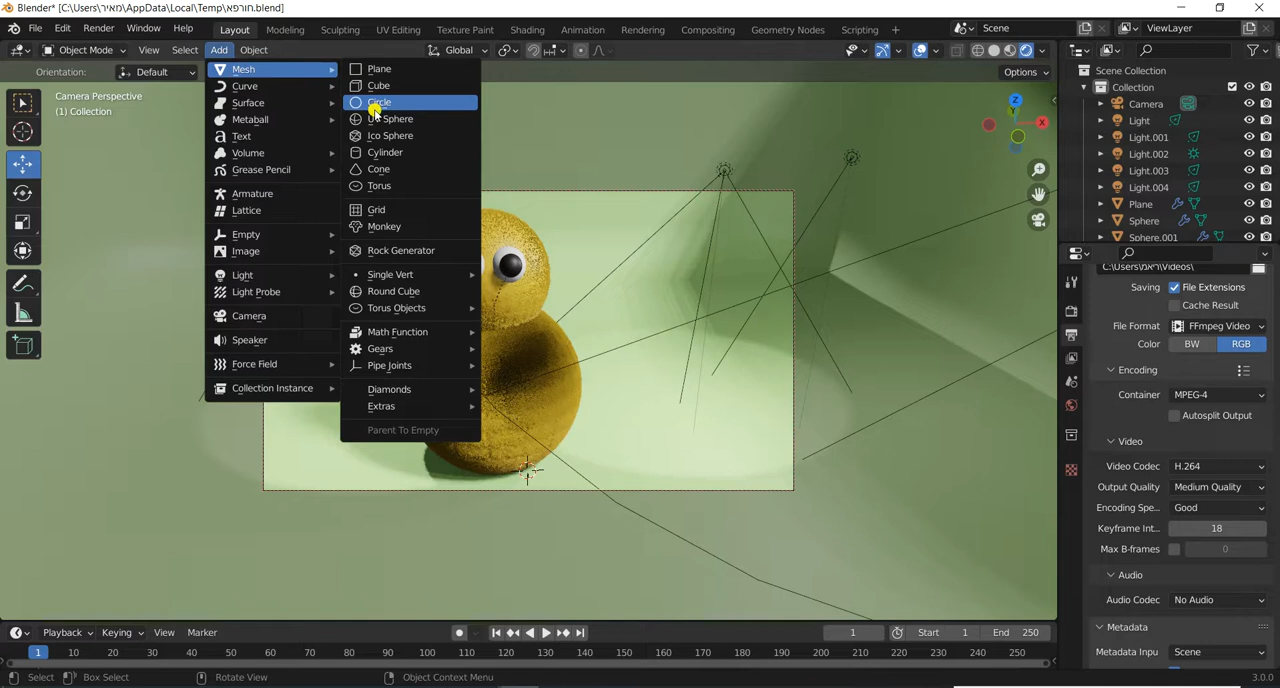 Blender* [C:\Users\מאיר\AppData\Local\Temp\חורפא.blend]
File Edit Render Window Help Layout Modeling Sculpting UV Editing Texture Paint Shading Animation Rendering Compositing Geometry Nodes Scripting + Scene ViewLayer
Object Mode View Select Add Object Global Options
Orientation: Default
Camera Perspective
(1) Collection
Mesh
Curve
Surface
Metaball
Text
Volume
Grease Pencil
Armature
Lattice
Empty
Image
Light
Light Probe
Camera
Speaker
Force Field
Collection Instance
Plane
Cube
Circle
UV Sphere
Ico Sphere
Cylinder
Cone
Torus
Grid
Monkey
Rock Generator
Single Vert
Round Cube
Torus Objects
Math Function
Gears
Pipe Joints
Diamonds
Extras
Parent To Empty
Z
Y
X
Scene Collection
Collection
Camera
Light
Light.001
Light.002
Light.003
Light.004
Plane
Sphere
Sphere.001
Saving File Extensions
Cache Result
File Format FFmpeg Video
Color BW RGB
Encoding
Container MPEG-4
Autosplit Output
Video
Video Codec H.264
Output Quality Medium Quality
Encoding Spe... Good
Keyframe Int... 18
Max B-frames 0
Audio
Audio Codec No Audio
Metadata
Metadata Inpu Scene
Playback Keying View Marker 1 Start 1 End 250
1 10 20 30 40 50 60 70 80 90 100 110 120 130 140 150 160 170 180 190 200 210 220 230 240 250
Select Box Select Rotate View Object Context Menu 3.0.0